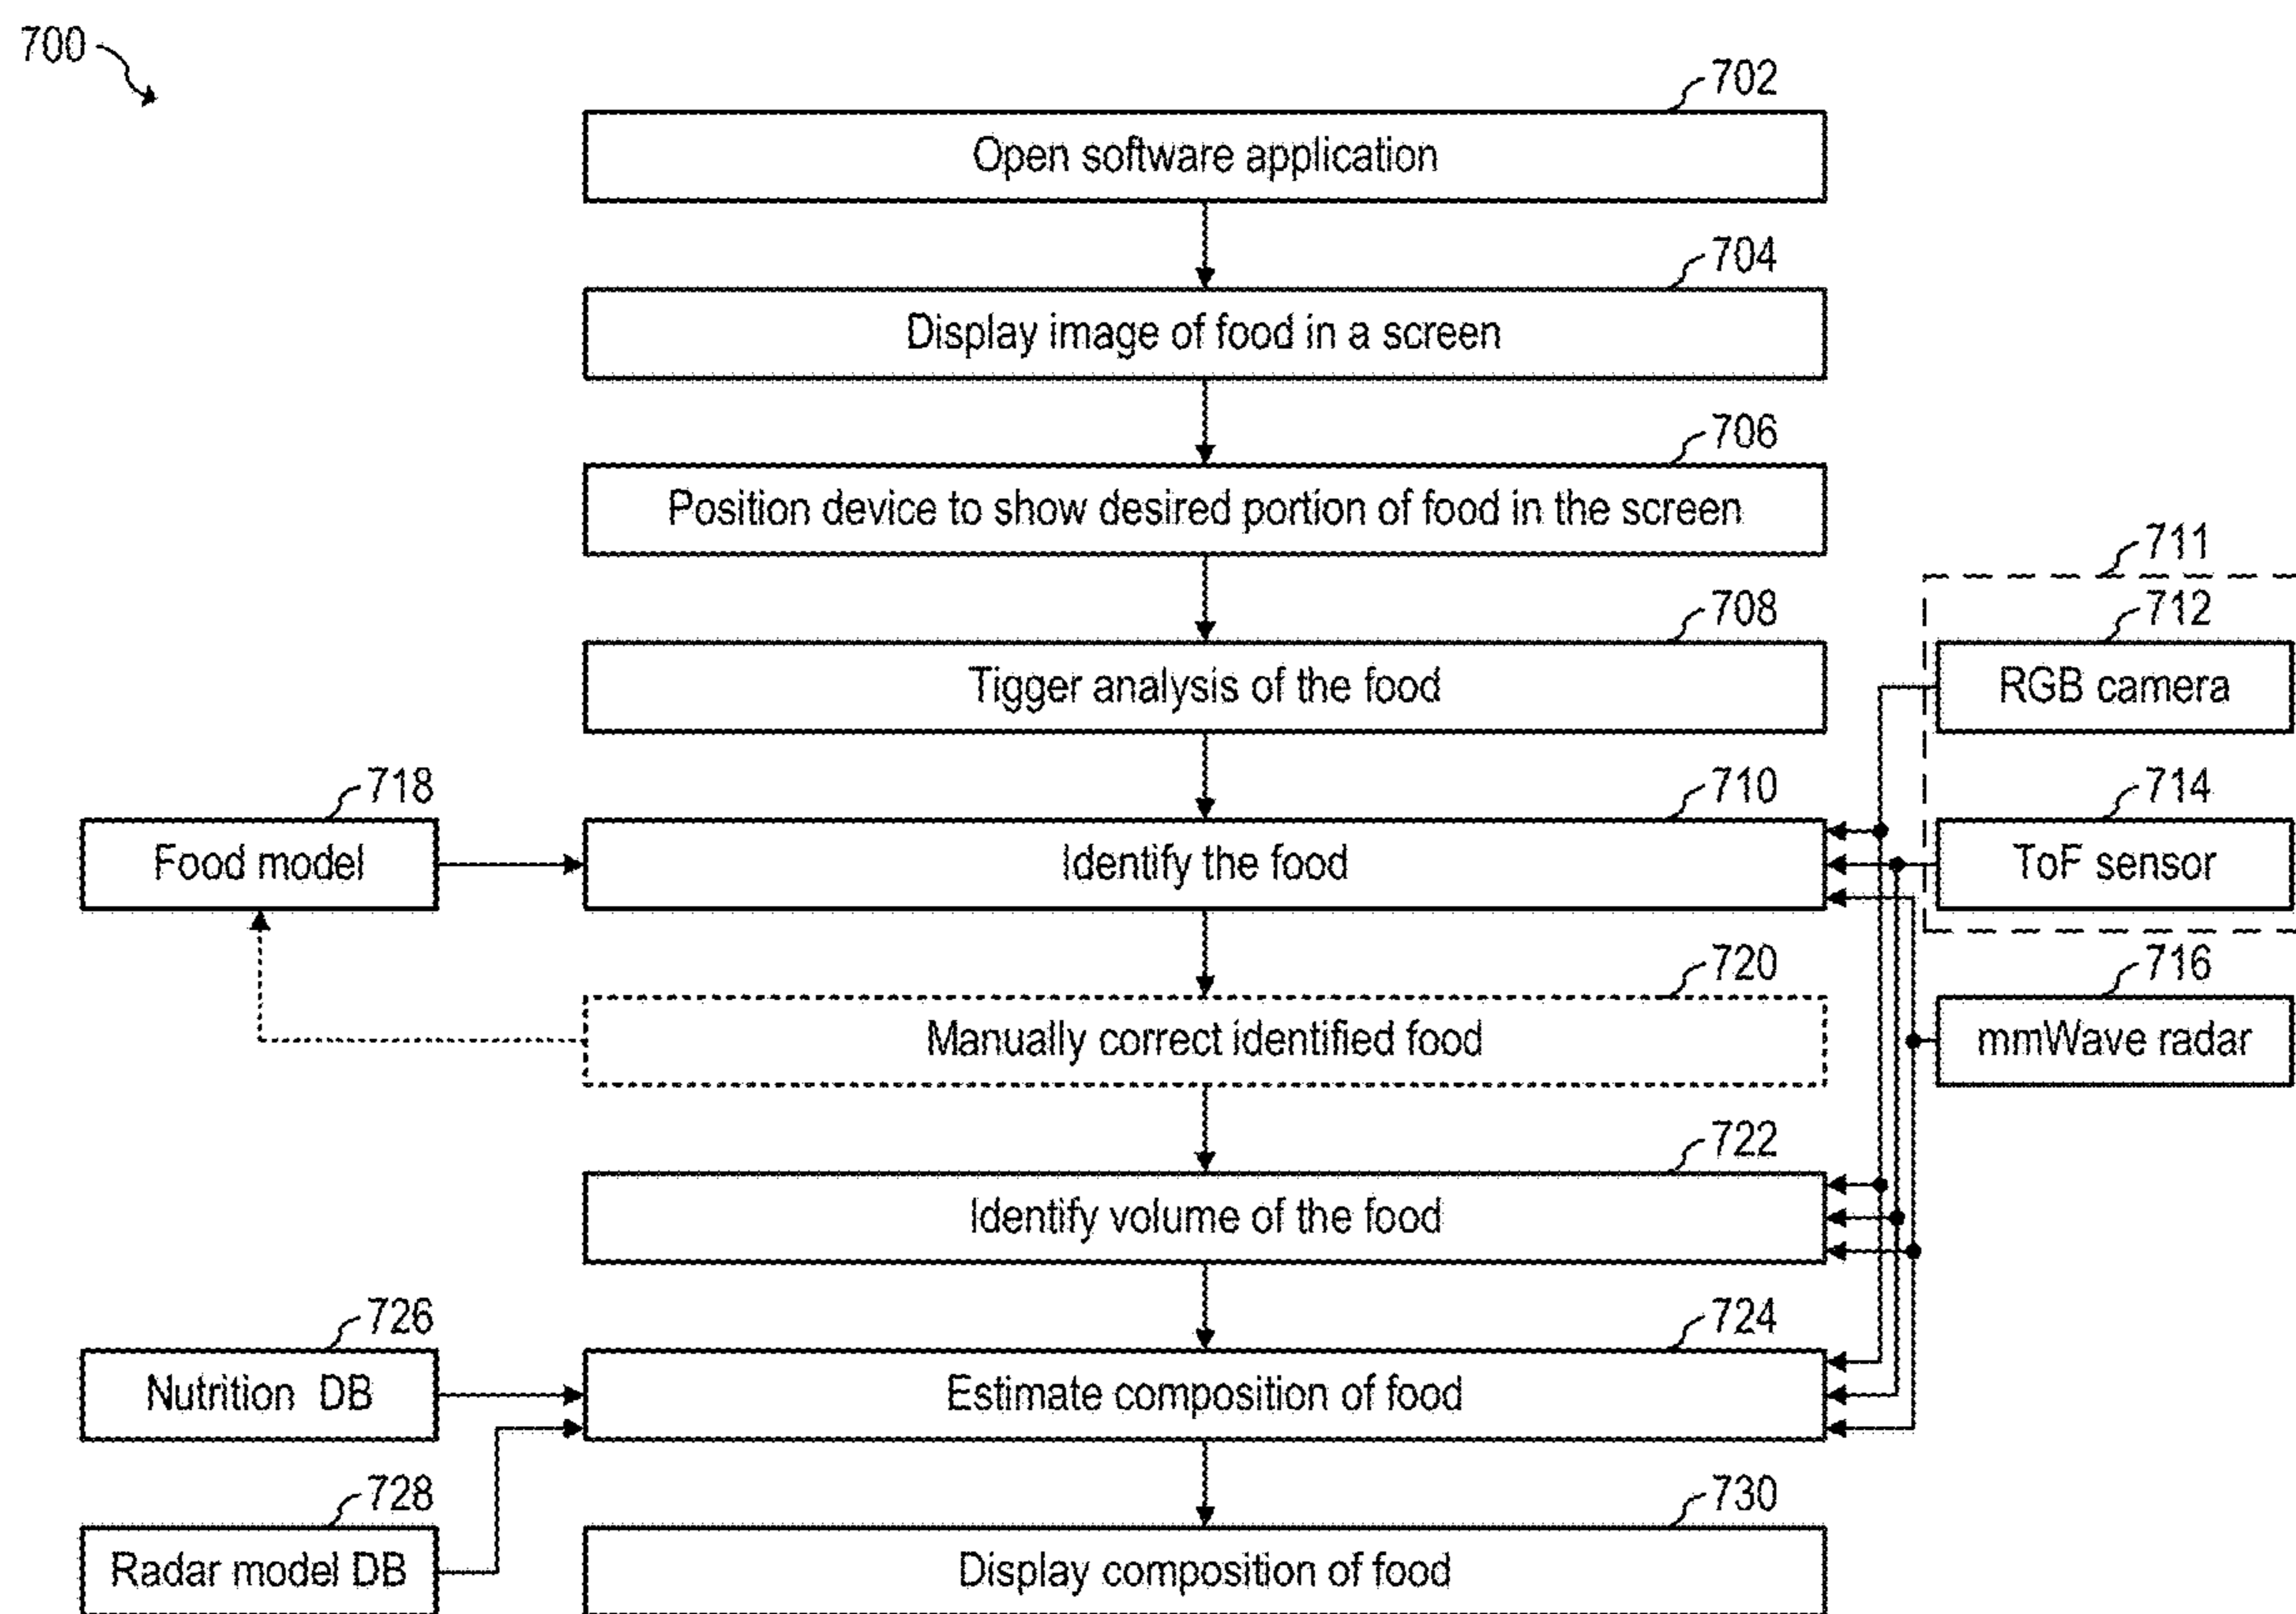 700
702
Open software application
704
Display image of food in a screen
706
Position device to show desired portion of food in the screen
711
708
712
Tigger analysis of the food
RGB camera
718
710
714
Food model
Identify the food
ToF sensor
720
716
Manually correct identified food
mmWave radar
722
Identify volume of the food
726
724
Nutrition DB
Estimate composition of food
728
730
Radar model DB
Display composition of food